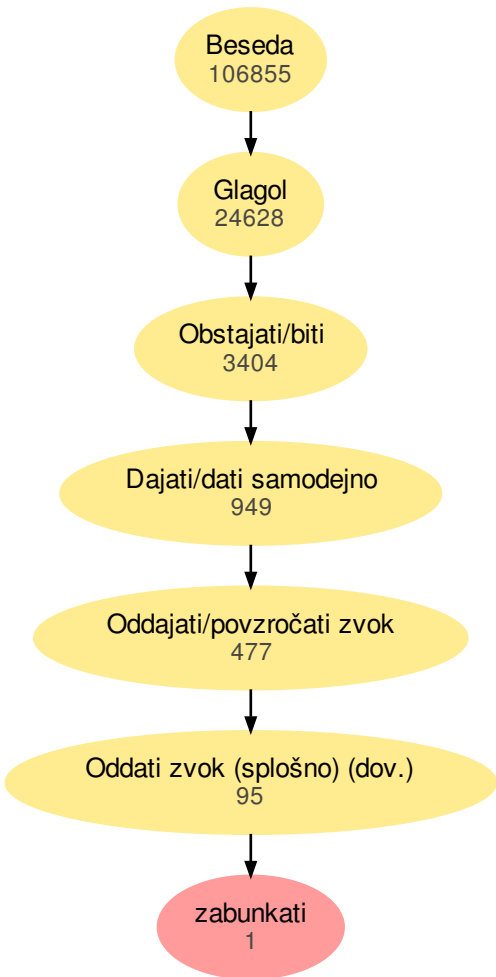 Beseda
106855
Glagol
24628
Obstajati/biti
3404
Dajati/dati samodejno
949
Oddajati/povzročati zvok
477
Oddati zvok (splošno) (dov.)
95
zabunkati
1